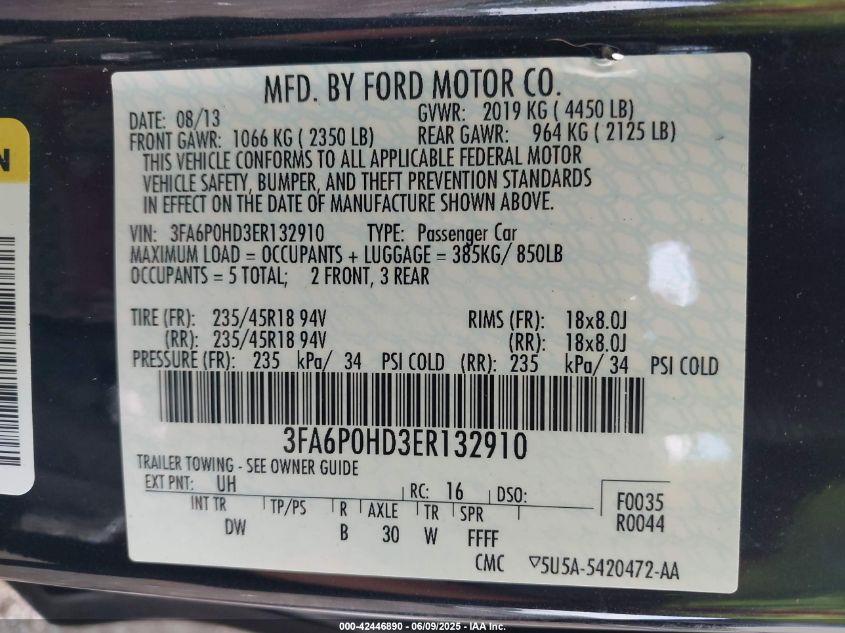 N
MFD. BY FORD MOTOR CO.
DATE: 08/13 GVWR: 2019 KG ( 4450 LB)
FRONT GAWR: 1066 KG ( 2350 LB) REAR GAWR: 964 KG ( 2125 LB)
THIS VEHICLE CONFORMS TO ALL APPLICABLE FEDERAL MOTOR
VEHICLE SAFETY, BUMPER, AND THEFT PREVENTION STANDARDS
IN EFFECT ON THE DATE OF MANUFACTURE SHOWN ABOVE.
VIN: 3FA6P0HD3ER132910 TYPE: Passenger Car
MAXIMUM LOAD = OCCUPANTS + LUGGAGE = 385KG/ 850LB
OCCUPANTS = 5 TOTAL; 2 FRONT, 3 REAR
TIRE (FR): 235/45R18 94V RIMS (FR): 18x8.0J
(RR): 235/45R18 94V (RR): 18x8.0J
PRESSURE (FR): 235 kPa/ 34 PSI COLD (RR): 235 kPa/ 34 PSI COLD
3FA6P0HD3ER132910
TRAILER TOWING - SEE OWNER GUIDE
EXT PNT: UH RC: 16 DSO:
INT TR TP/PS R AXLE TR SPR
DW B 30 W FFFF
F0035
R0044
CMC ▽5U5A-5420472-AA
000-42446890 - 06/09/2025 - IAA Inc.